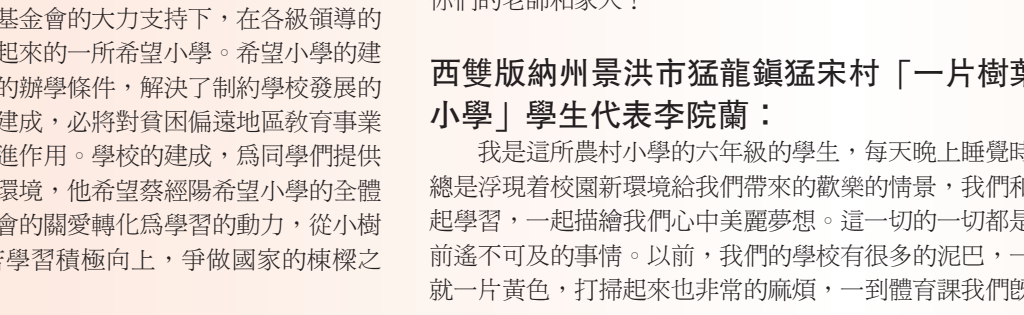 基金會的大力支持下，在各級領導的
起來的一所希望小學。希望小學的建
的辦學條件，解決了制約學校發展的
建成，必將對貧困偏遠地區教育事業
進作用。學校的建成，爲同學們提供
環境，他希望蔡經陽希望小學的全體
會的關愛轉化爲學習的動力，從小樹
學習積極向上，爭做國家的棟樑之
你們的老師和家人！
西雙版納州景洪市猛龍鎭猛宋村「一片樹葉
小學」學生代表李院蘭：
我是這所農村小學的六年級的學生，每天晚上睡覺時
總是浮現着校園新環境給我們帶來的歡樂的情景，我們和
起學習，一起描繪我們心中美麗夢想。這一切的一切都是
前遙不可及的事情。以前，我們的學校有很多的泥巴，一
就一片黃色，打掃起來也非常的麻煩，一到體育課我們既